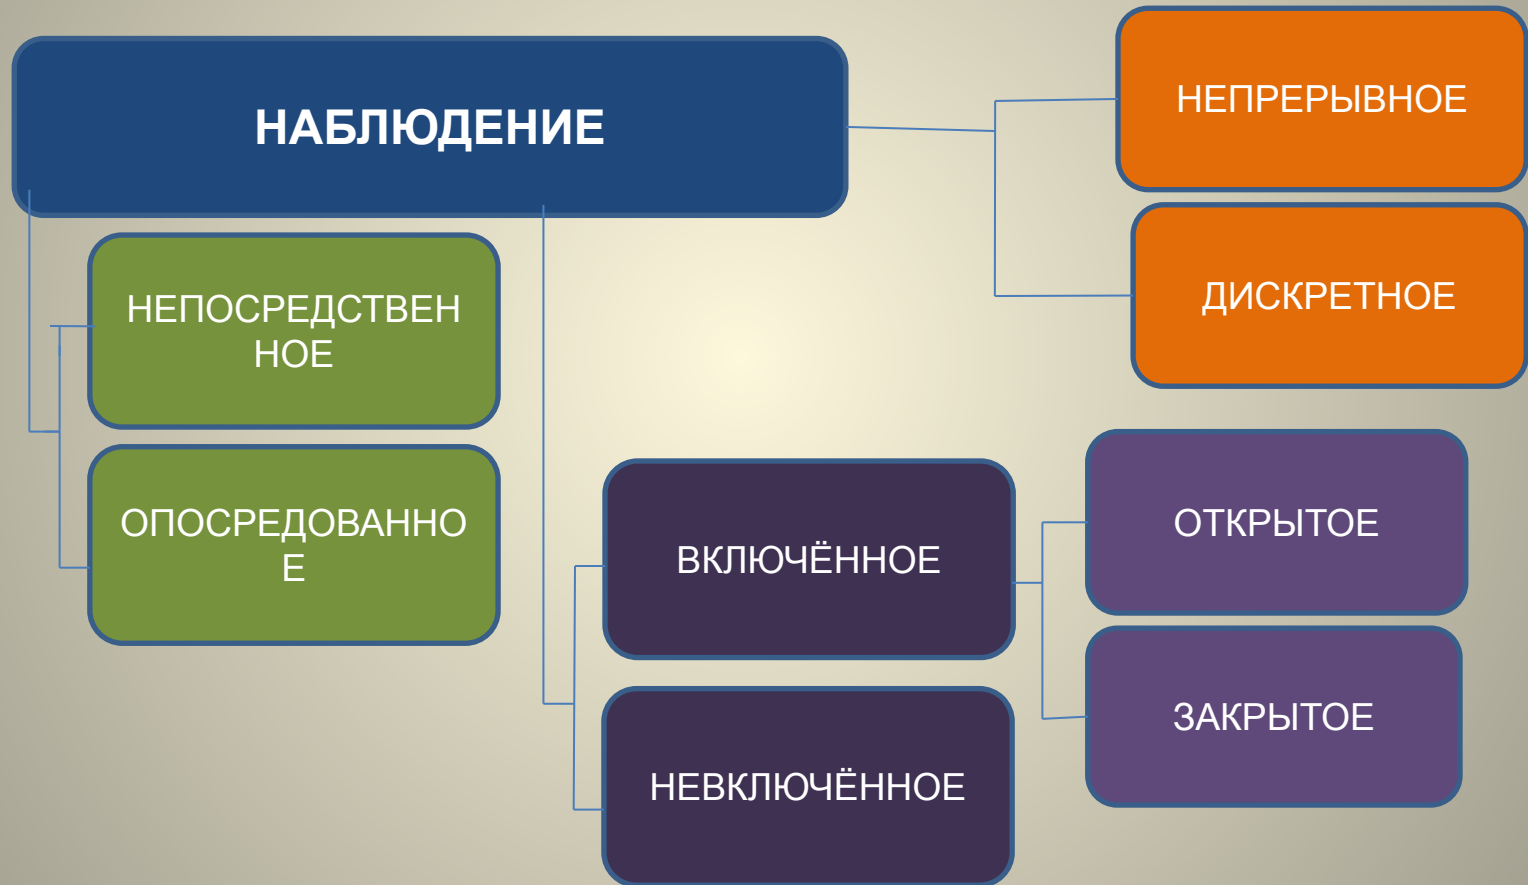 НАБЛЮДЕНИЕ
НЕПРЕРЫВНОЕ
ДИСКРЕТНОЕ
НЕПОСРЕДСТВЕН
НОЕ
ОПОСРЕДОВАННО
Е
ВКЛЮЧЁННОЕ
НЕВКЛЮЧЁННОЕ
ОТКРЫТОЕ
ЗАКРЫТОЕ